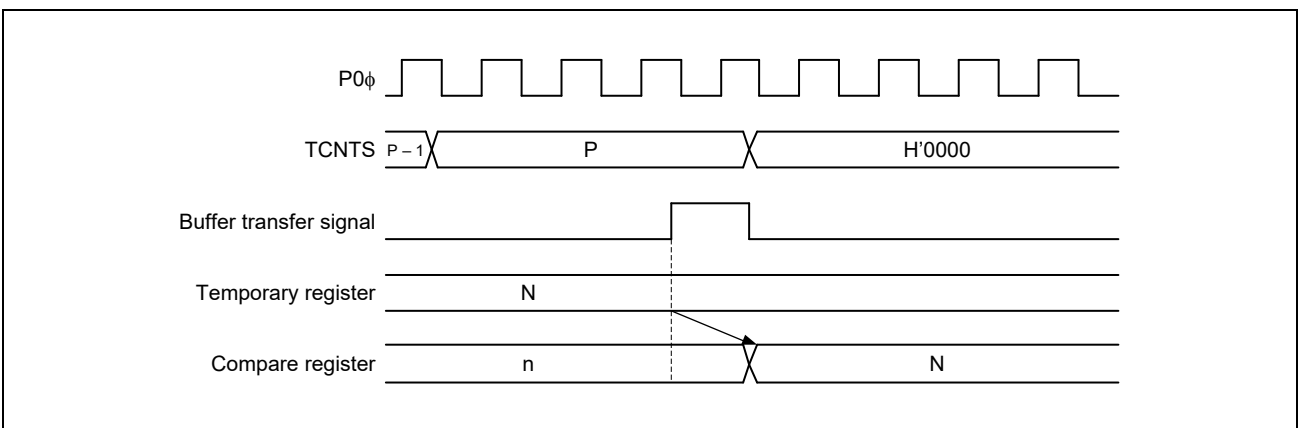 P0ϕ
TCNTS P – 1 P H’0000
Buffer transfer signal
Temporary register N
Compare register n N